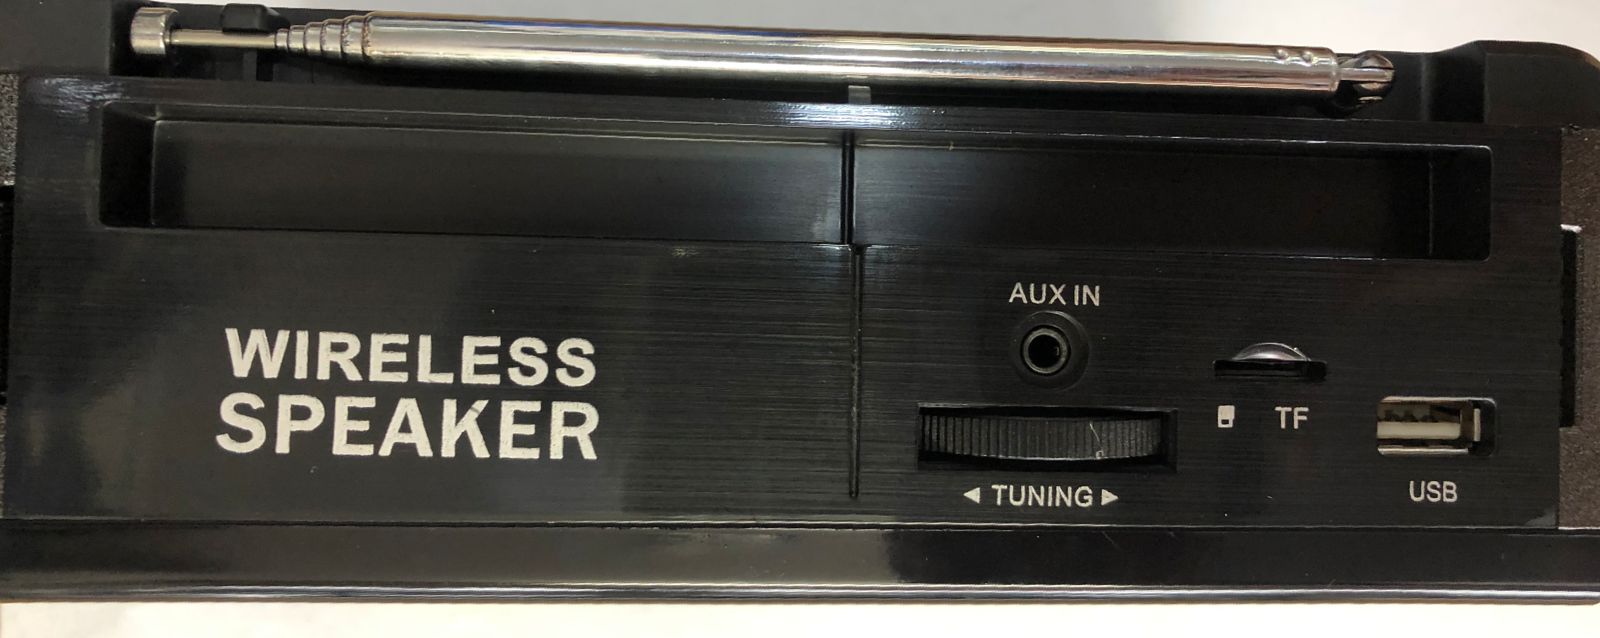 WIRELESS
SPEAKER
AUX IN
◄ TUNING ►
TF
USB